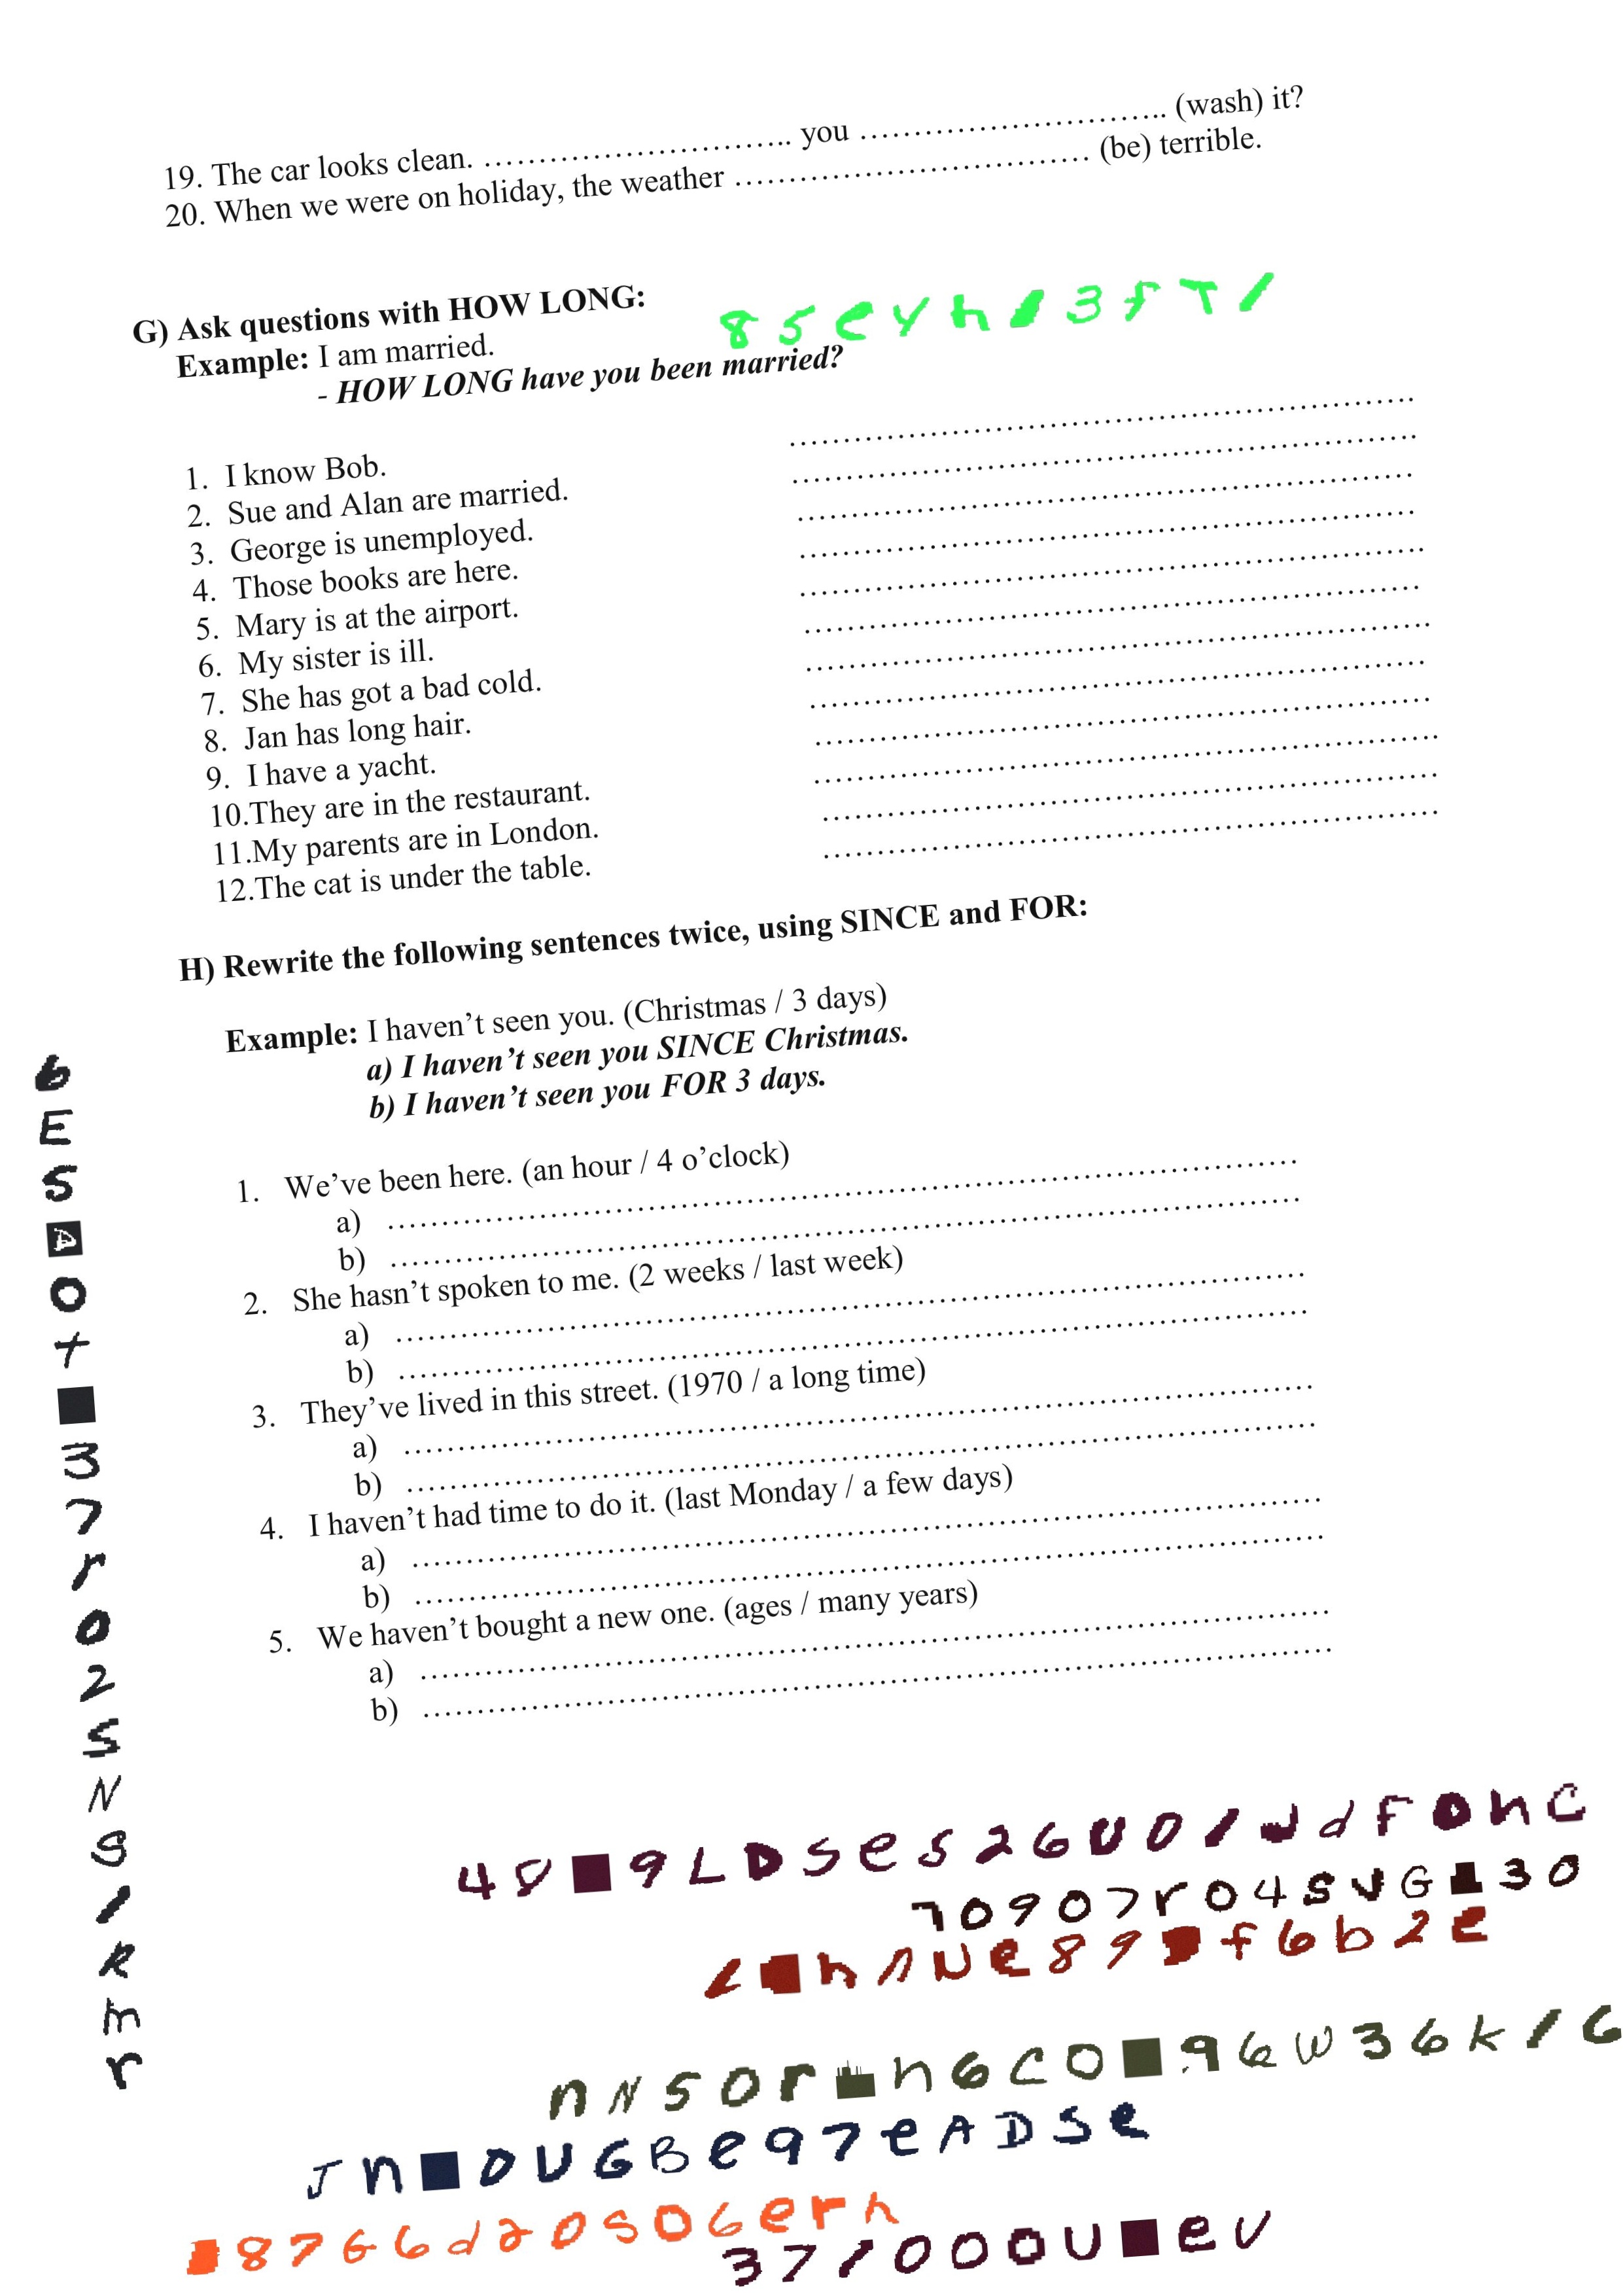 19. The car looks clean. ………………………….. you ………………………….. (wash) it?
20. When we were on holiday, the weather …………………………… (be) terrible.
G) Ask questions with HOW LONG:
Example: I am married.
- HOW LONG have you been married?
1. I know Bob. ……………………………………………………
2. Sue and Alan are married. ……………………………………………………
3. George is unemployed. ……………………………………………………
4. Those books are here. ……………………………………………………
5. Mary is at the airport. ……………………………………………………
6. My sister is ill. ……………………………………………………
7. She has got a bad cold. ……………………………………………………
8. Jan has long hair. ……………………………………………………
9. I have a yacht. ……………………………………………………
10.They are in the restaurant. ……………………………………………………
11.My parents are in London. ……………………………………………………
12.The cat is under the table. ……………………………………………………
H) Rewrite the following sentences twice, using SINCE and FOR:
Example: I haven’t seen you. (Christmas / 3 days)
a) I haven’t seen you SINCE Christmas.
b) I haven’t seen you FOR 3 days.
1. We’ve been here. (an hour / 4 o’clock)
a) ……………………………………………………………………………
b) ……………………………………………………………………………
2. She hasn’t spoken to me. (2 weeks / last week)
a) ……………………………………………………………………………
b) ……………………………………………………………………………
3. They’ve lived in this street. (1970 / a long time)
a) ……………………………………………………………………………
b) ……………………………………………………………………………
4. I haven’t had time to do it. (last Monday / a few days)
a) ……………………………………………………………………………
b) ……………………………………………………………………………
5. We haven’t bought a new one. (ages / many years)
a) ……………………………………………………………………………
b) ……………………………………………………………………………